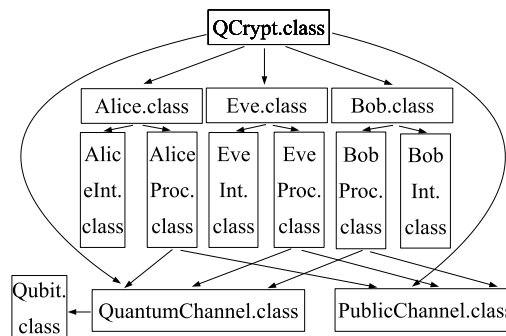 QCrypt.class
Alice.class
Eve.class
Bob.class
Alic
eInt.
class
Alice
Proc.
class
Eve
Int.
class
Eve
Proc.
class
Bob
Proc.
class
Bob
Int.
class
Qubit.
class
QuantumChannel.class
PublicChannel.class